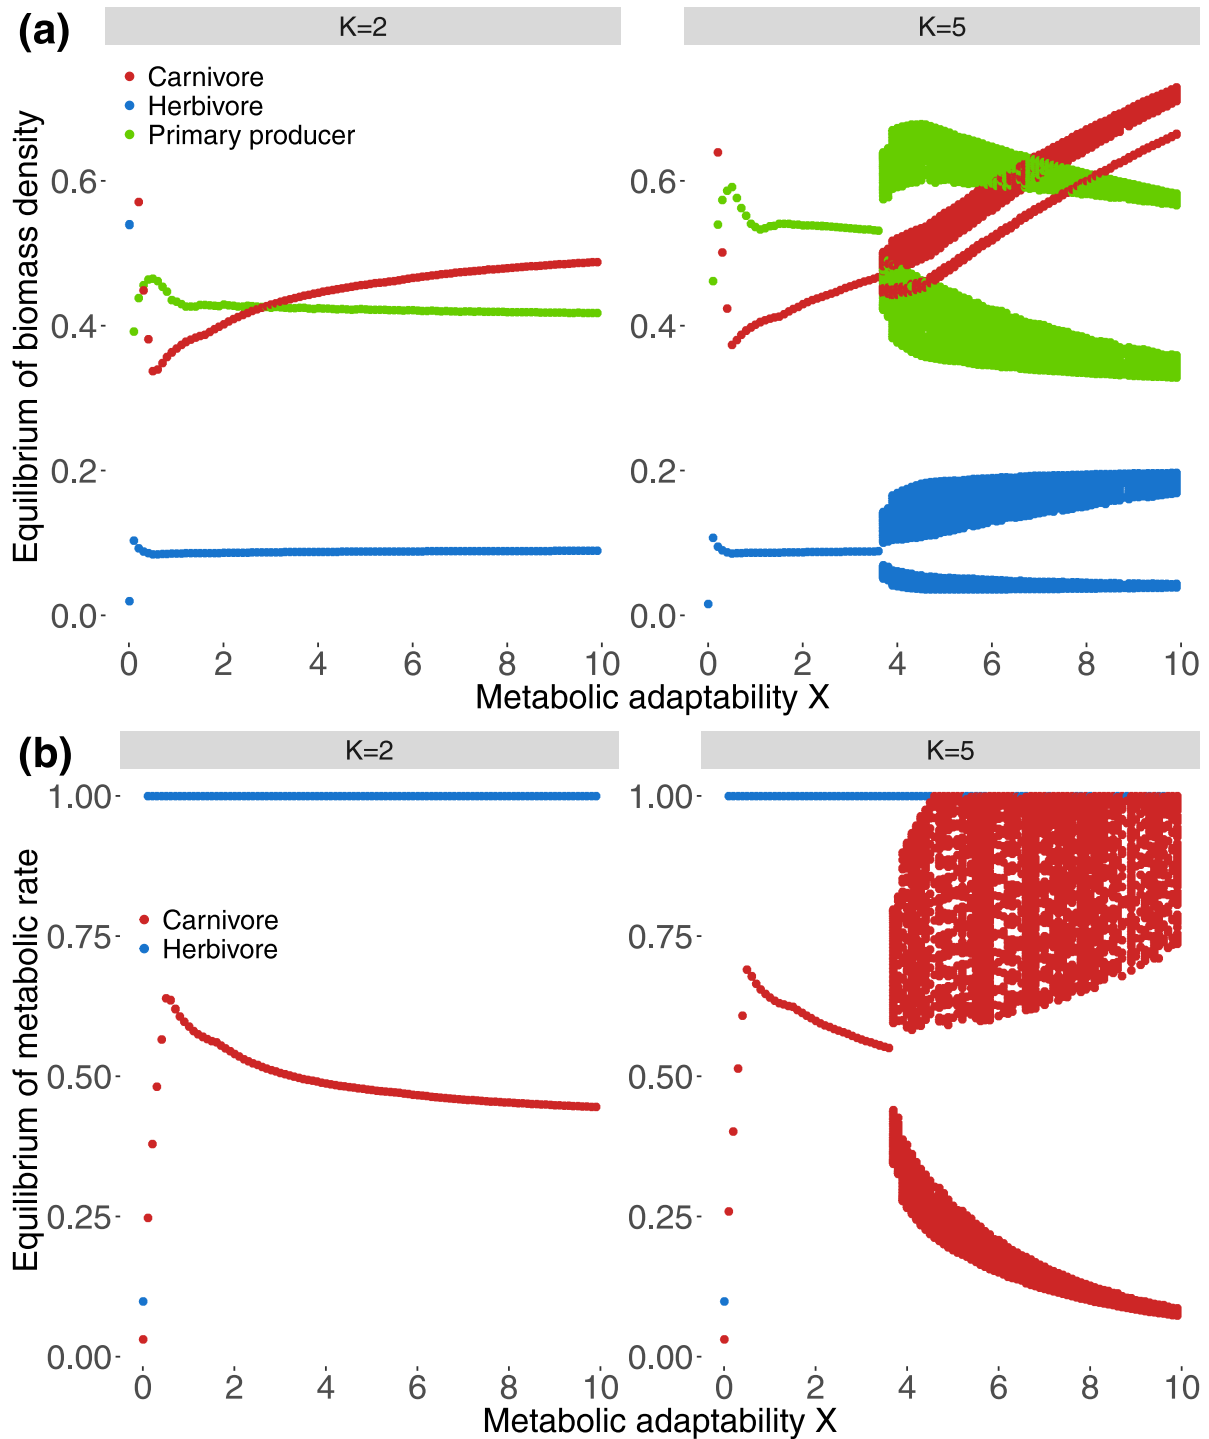 (a)
K=2
K=5
Carnivore
Herbivore
Primary producer
Equilibrium of biomass density
0.6
0.4
0.2
0.0
0.6
0.4
0.2
0.0
0 2 4 6 8 10
0 2 4 6 8 10
Metabolic adaptability X
(b)
K=2
K=5
Equilibrium of metabolic rate
1.00
0.75
0.50
0.25
0.00
Carnivore
Herbivore
1.00
0.75
0.50
0.25
0.00
0 2 4 6 8 10
0 2 4 6 8 10
Metabolic adaptability X